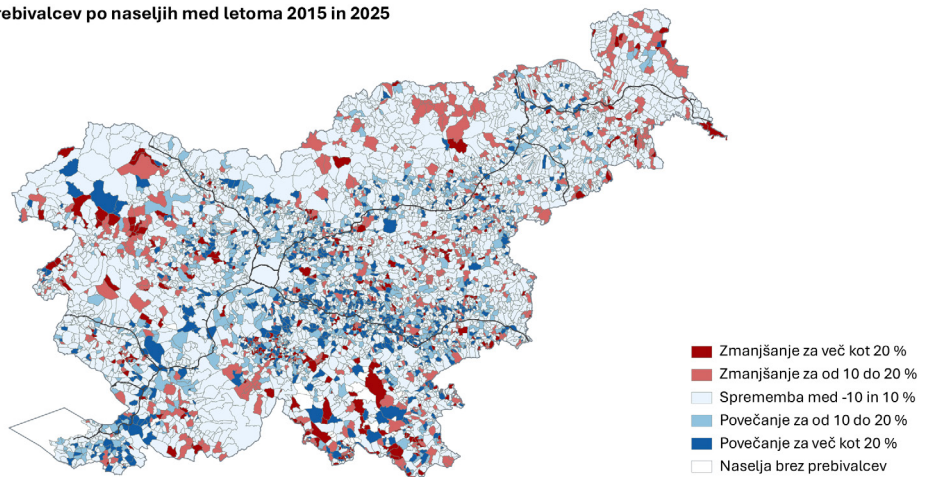 rebivalcev po naseljih med letoma 2015 in 2025
Zmanjšanje za več kot 20 %
Zmanjšanje za od 10 do 20 %
Sprememba med -10 in 10 %
Povečanje za od 10 do 20 %
Povečanje za več kot 20 %
Naselja brez prebivalcev